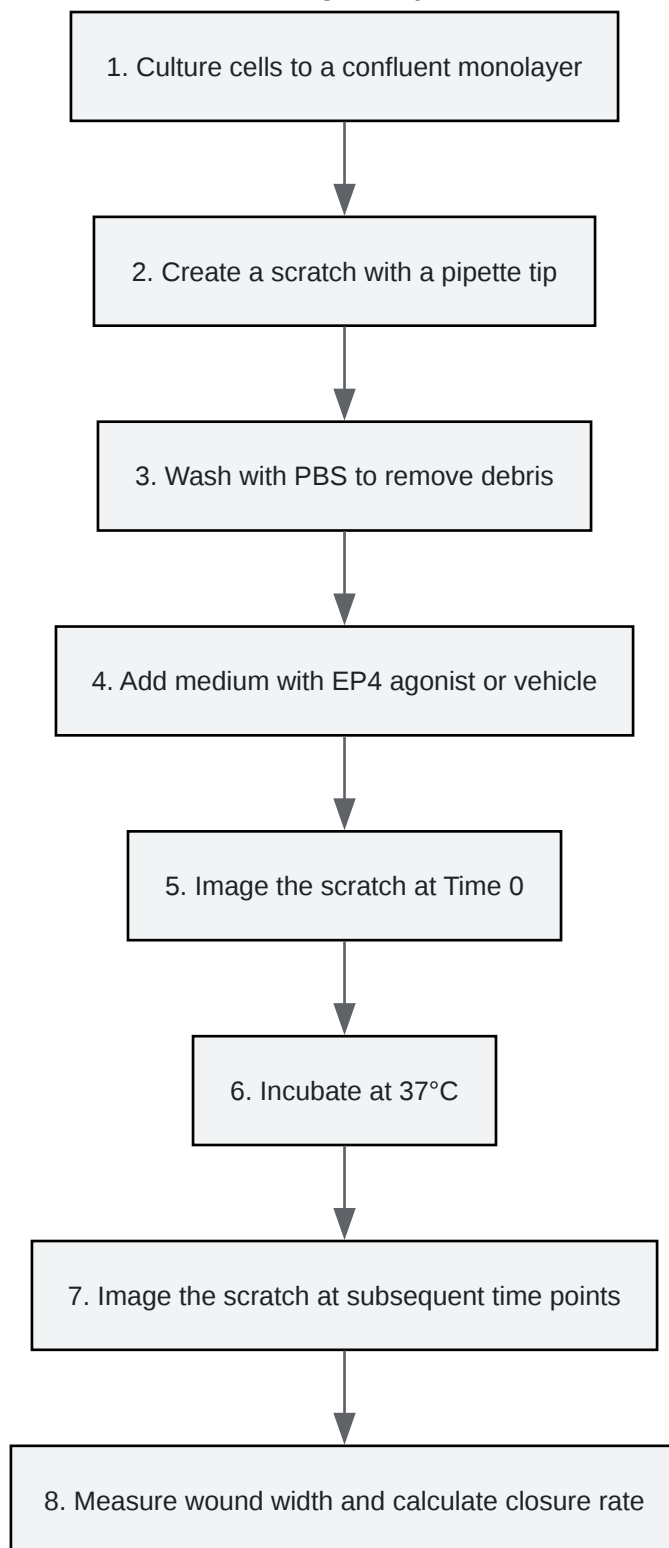 1. Culture cells to a confluent monolayer
2. Create a scratch with a pipette tip
3. Wash with PBS to remove debris
4. Add medium with EP4 agonist or vehicle
5. Image the scratch at Time 0
6. Incubate at 37°C
7. Image the scratch at subsequent time points
8. Measure wound width and calculate closure rate